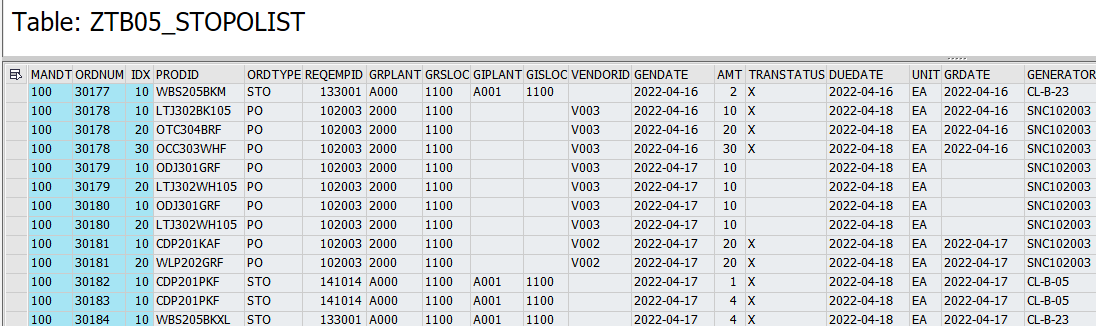 Table: ZTB05_STOPOLIST
MANDT ORDNUM IDX PRODID ORDTYPE REQEMPID GRPLANT GRSLOC GIPLANT GISLOC VENDORID GENDATE AMT TRANSTATUS DUEDATE UNIT GRDATE GENERATOR
100 30177 10 WBS205BKM STO 133001 A000 1100 A001 1100 2022-04-16 2 X 2022-04-16 EA 2022-04-16 CL-B-23
100 30178 10 LTJ302BK105 PO 102003 2000 1100 V003 2022-04-16 10 X 2022-04-18 EA 2022-04-16 SNC102003
100 30178 20 OTC304BRF PO 102003 2000 1100 V003 2022-04-16 20 X 2022-04-18 EA 2022-04-16 SNC102003
100 30178 30 OCC303WHF PO 102003 2000 1100 V003 2022-04-16 30 X 2022-04-18 EA 2022-04-16 SNC102003
100 30179 10 ODJ301GRF PO 102003 2000 1100 V003 2022-04-17 10 2022-04-18 EA SNC102003
100 30179 20 LTJ302WH105 PO 102003 2000 1100 V003 2022-04-17 10 2022-04-18 EA SNC102003
100 30180 10 ODJ301GRF PO 102003 2000 1100 V003 2022-04-17 10 2022-04-18 EA SNC102003
100 30180 20 LTJ302WH105 PO 102003 2000 1100 V003 2022-04-17 10 2022-04-18 EA SNC102003
100 30181 10 CDP201KAF PO 102003 2000 1100 V002 2022-04-17 20 X 2022-04-18 EA 2022-04-17 SNC102003
100 30181 20 WLP202GRF PO 102003 2000 1100 V002 2022-04-17 20 X 2022-04-18 EA 2022-04-17 SNC102003
100 30182 10 CDP201PKF STO 141014 A000 1100 A001 1100 2022-04-17 1 X 2022-04-18 EA 2022-04-17 CL-B-05
100 30183 10 CDP201PKF STO 141014 A000 1100 A001 1100 2022-04-17 4 X 2022-04-18 EA 2022-04-17 CL-B-05
100 30184 10 WBS205BKXL STO 133001 A000 1100 A001 1100 2022-04-17 4 X 2022-04-18 EA 2022-04-17 CL-B-23